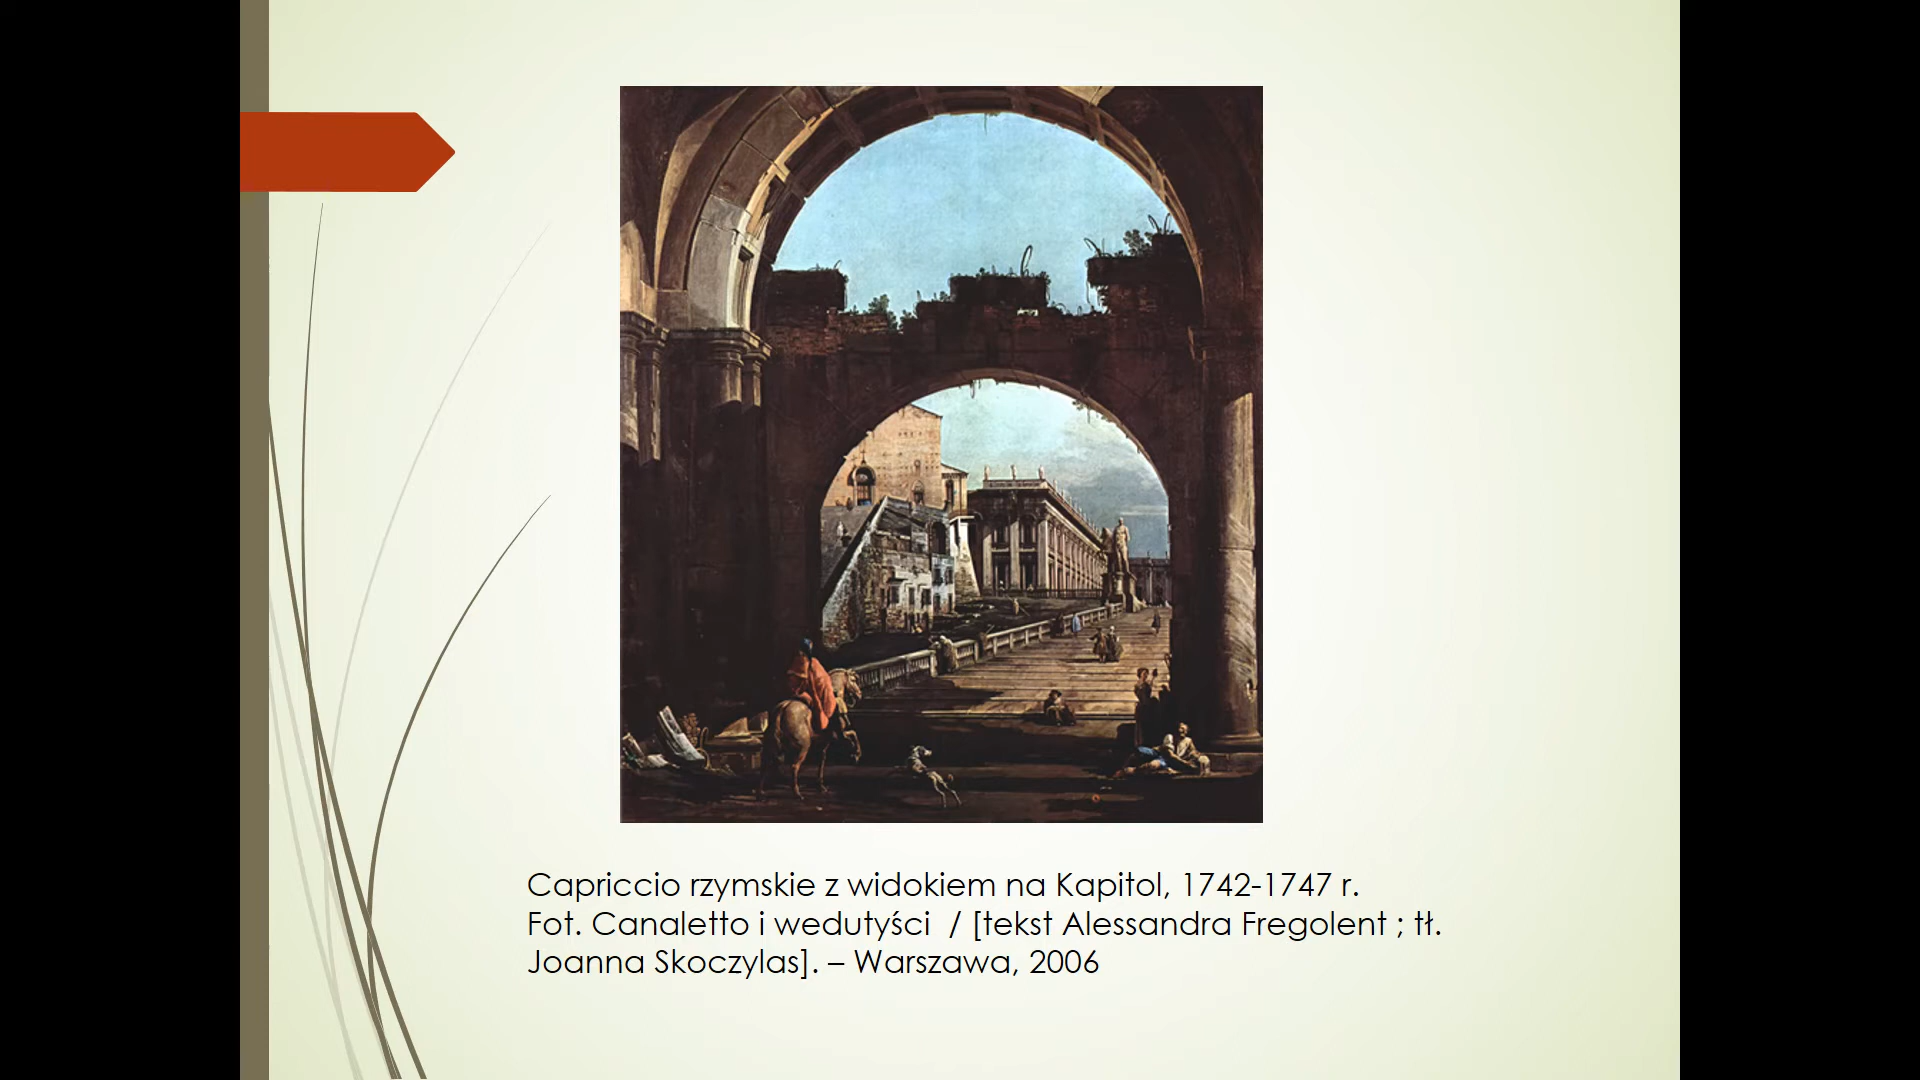 Capriccio rzymskie z widokiem na Kapitol, 1742-1747 r.
Fot. Canaletto i wedutyści / [tekst Alessandra Fregolent ; tł.
Joanna Skoczylas]. – Warszawa, 2006